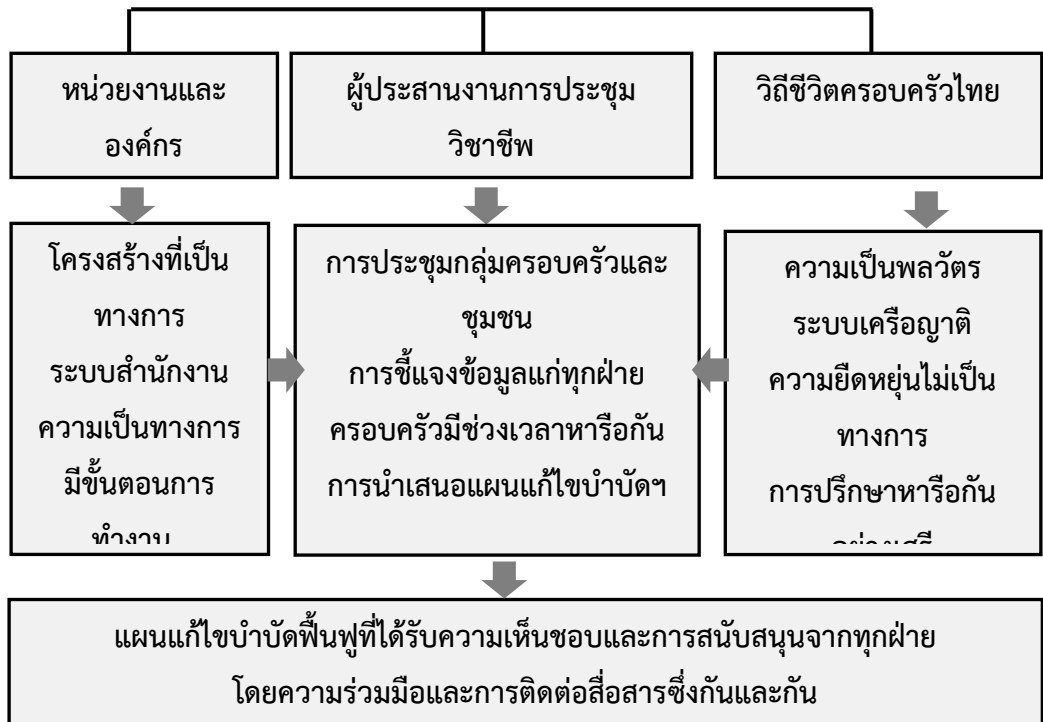 หน่วยงานและ
องค์กร
ผู้ประสานงานการประชุม
วิชาชีพ
วิถีชีวิตครอบครัวไทย
โครงสร้างที่เป็น
ทางการ
ระบบสำนักงาน
ความเป็นทางการ
มีขั้นตอนการ
ทำงาน
การประชุมกลุ่มครอบครัวและ
ชุมชน
การชี้แจงข้อมูลแก่ทุกฝ่าย
ครอบครัวมีช่วงเวลาหารือกัน
การนำเสนอแผนแก้ไขบำบัดฯ
ความเป็นพลวัตร
ระบบเครือญาติ
ความยืดหยุ่นไม่เป็น
ทางการ
การปรึกษาหารือกัน
อย่างเสรี
แผนแก้ไขบำบัดฟื้นฟูที่ได้รับความเห็นชอบและการสนับสนุนจากทุกฝ่าย
โดยความร่วมมือและการติดต่อสื่อสารซึ่งกันและกัน